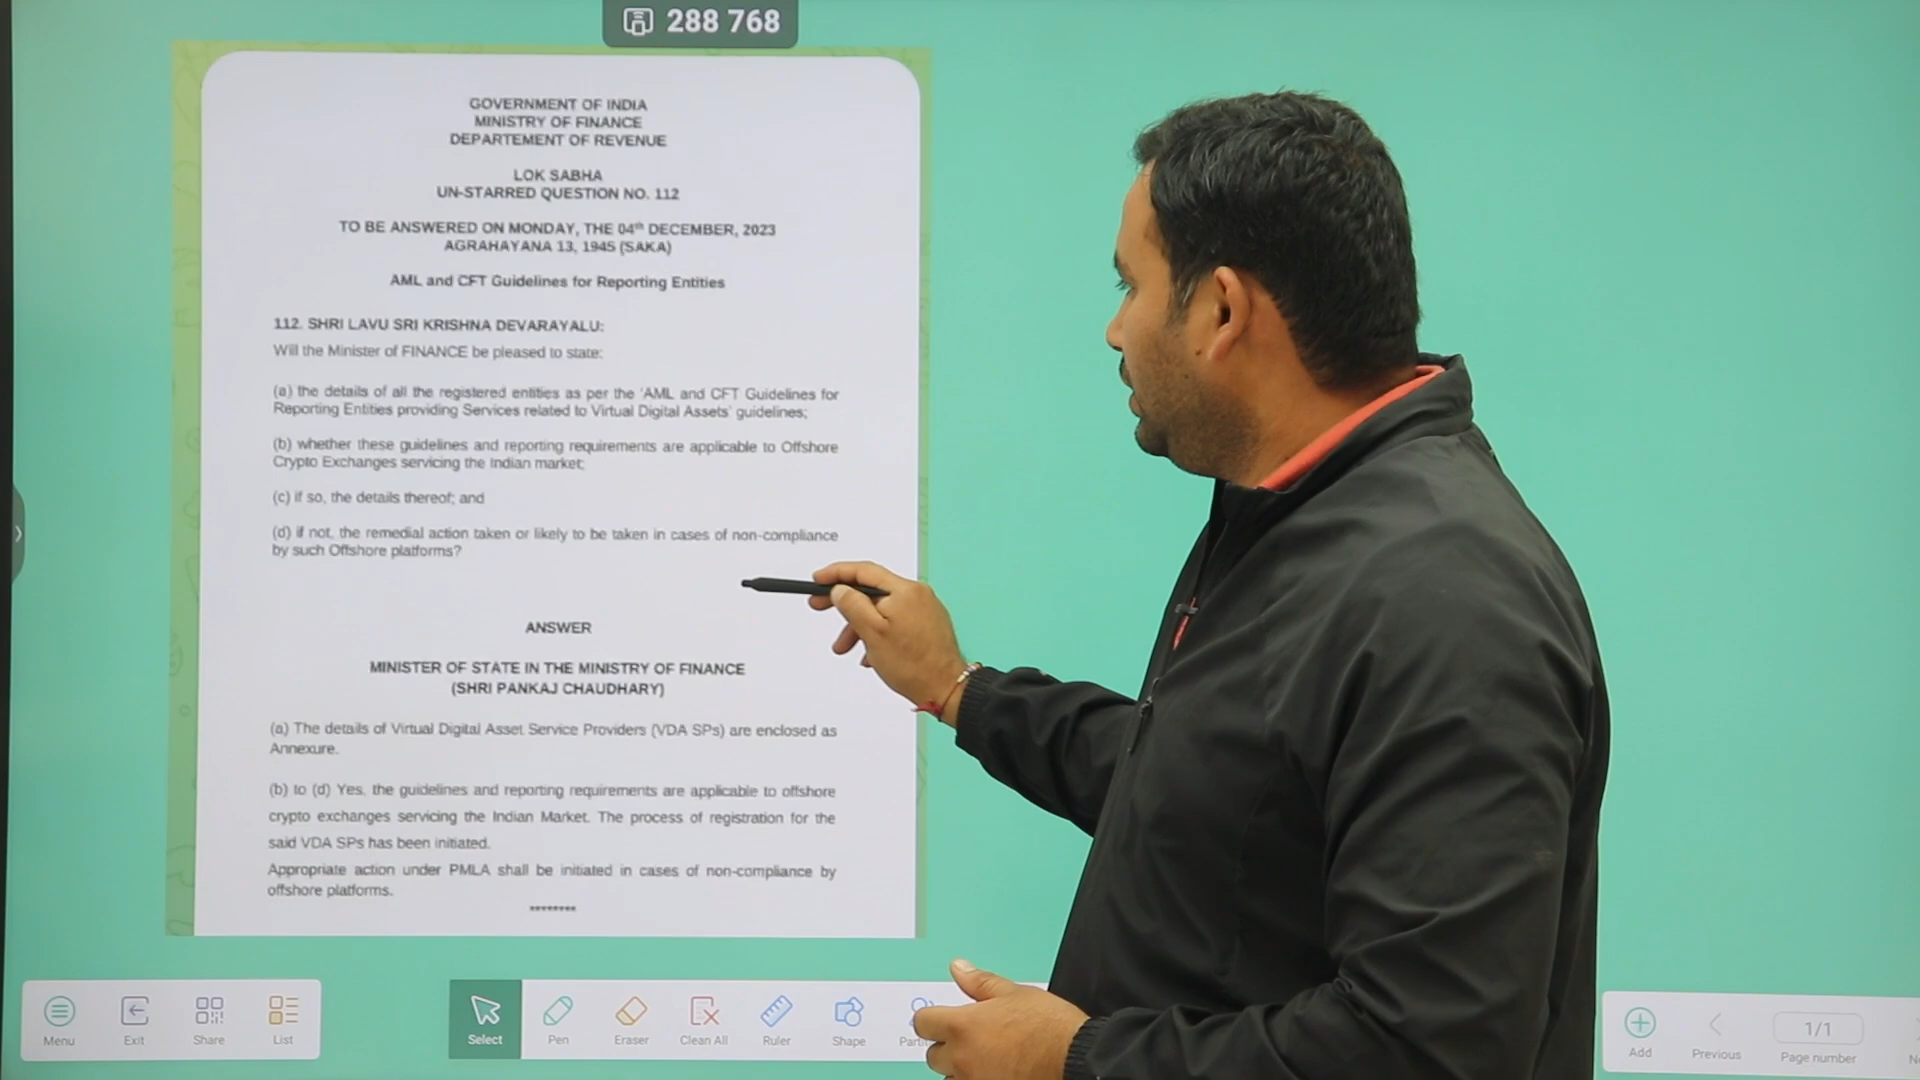 288 768
GOVERNMENT OF INDIA
MINISTRY OF FINANCE
DEPARTEMENT OF REVENUE
LOK SABHA
UN-STARRED QUESTION NO. 112
TO BE ANSWERED ON MONDAY, THE 04th DECEMBER, 2023
AGRAHAYANA 13, 1945 (SAKA)
AML and CFT Guidelines for Reporting Entities
112. SHRI LAVU SRI KRISHNA DEVARAYALU:
Will the Minister of FINANCE be pleased to state:
(a) the details of all the registered entities as per the 'AML and CFT Guidelines for
Reporting Entities providing Services related to Virtual Digital Assets' guidelines;
(b) whether these guidelines and reporting requirements are applicable to Offshore
Crypto Exchanges servicing the Indian market;
(c) if so, the details thereof; and
(d) if not, the remedial action taken or likely to be taken in cases of non-compliance
by such Offshore platforms?
ANSWER
MINISTER OF STATE IN THE MINISTRY OF FINANCE
(SHRI PANKAJ CHAUDHARY)
(a) The details of Virtual Digital Asset Service Providers (VDA SPs) are enclosed as
Annexure.
(b) to (d) Yes, the guidelines and reporting requirements are applicable to offshore
crypto exchanges servicing the Indian Market. The process of registration for the
said VDA SPs has been initiated.
Appropriate action under PMLA shall be initiated in cases of non-compliance by
offshore platforms.
********
Menu Exit Share List Select Pen Eraser Clean All Ruler Shape
Add Previous 1/1 Page number